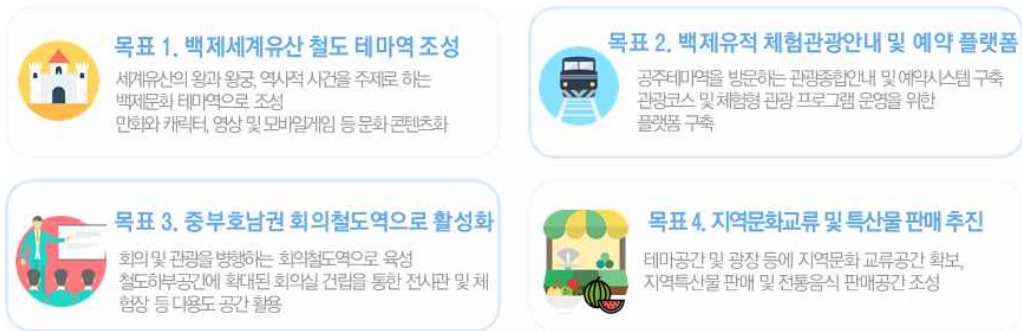 목표 1. 백제세계유산 철도 테마역 조성
세계유산의 왕과 왕궁, 역사적 사건을 주제로 하는
백제문화 테마역으로 조성
만화와 캐릭터, 영상 및 모바일게임 등 문화 콘텐츠화
목표 2. 백제유적 체험관광안내 및 예약 플랫폼
공주테마역을 방문하는 관광종합안내 및 예약시스템 구축
관광코스 및 체험형 관광 프로그램 운영을 위한
플랫폼 구축
목표 3. 중부호남권 회의철도역으로 활성화
회의 및 관광을 병행하는 회의철도역으로 육성
철도하부공간에 확대된 회의실 건립을 통한 전시관 및 체
험장 등 다용도 공간 활용
목표 4. 지역문화교류 및 특산물 판매 추진
테마공간 및 광장 등에 지역문화 교류공간 확보,
지역특산물 판매 및 전통음식 판매공간 조성